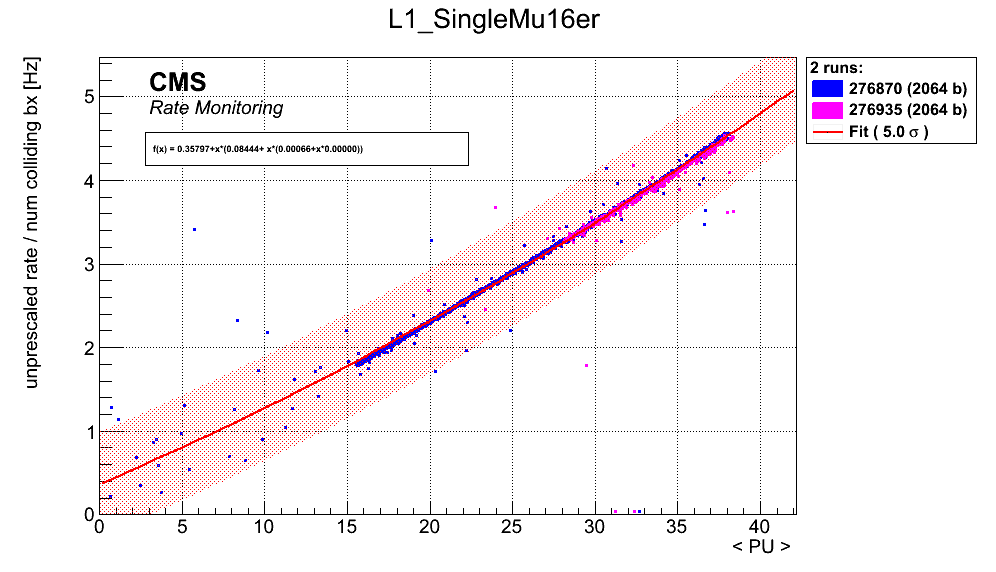 L1_SingleMu16er
unprescaled rate / num colliding bx [Hz]
CMS
Rate Monitoring
f(x) = 0.35797+x*(0.08444+ x*(0.00066+x*0.00000))
2 runs:
276870 (2064 b)
276935 (2064 b)
Fit ( 5.0 σ )
5
4
3
2
1
0
0 5 10 15 20 25 30 35 40
< PU >